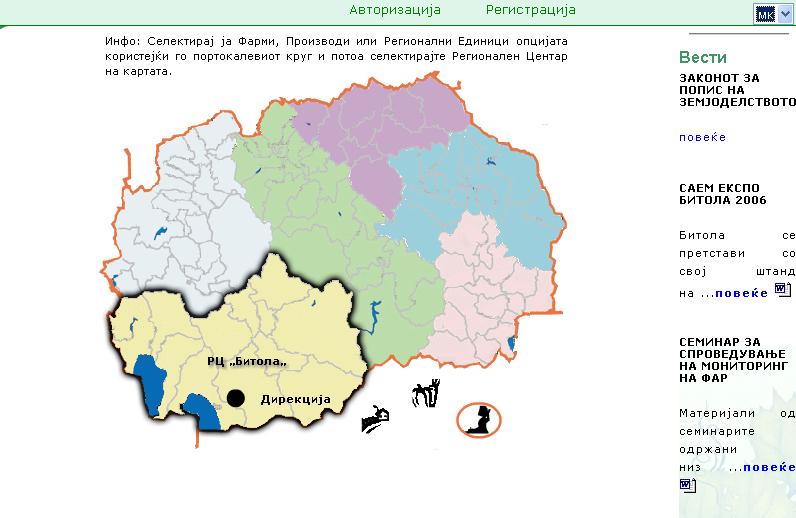 Авторизација Регистрација МК
Инфо: Селектирај ја Фарми, Производи или Регионални Единици опцијата
користејќи го портокалевиот круг и потоа селектирајте Регионален Центар
на картата.
РЦ „Битола„
Дирекција
Вести
ЗАКОНОТ ЗА
ПОПИС НА
ЗЕМЈОДЕЛСТВОТО
повеќе
САЕМ ЕКСПО
БИТОЛА 2006
Битола се
претстави со
свој штанд
на ...повеќе
СЕМИНАР ЗА
СПРОВЕДУВАЊЕ
НА МОНИТОРИНГ
НА ФАР
Материјали од
семинарите
одржани
низ ...повеќе